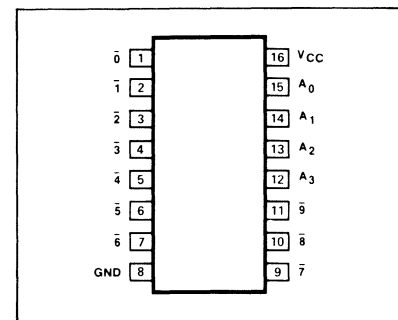 0̄ 1 16 VCC
1̄ 2 15 A0
2̄ 3 14 A1
3̄ 4 13 A2
4̄ 5 12 A3
5̄ 6 11 9̄
6̄ 7 10 8̄
GND 8 9 7̄